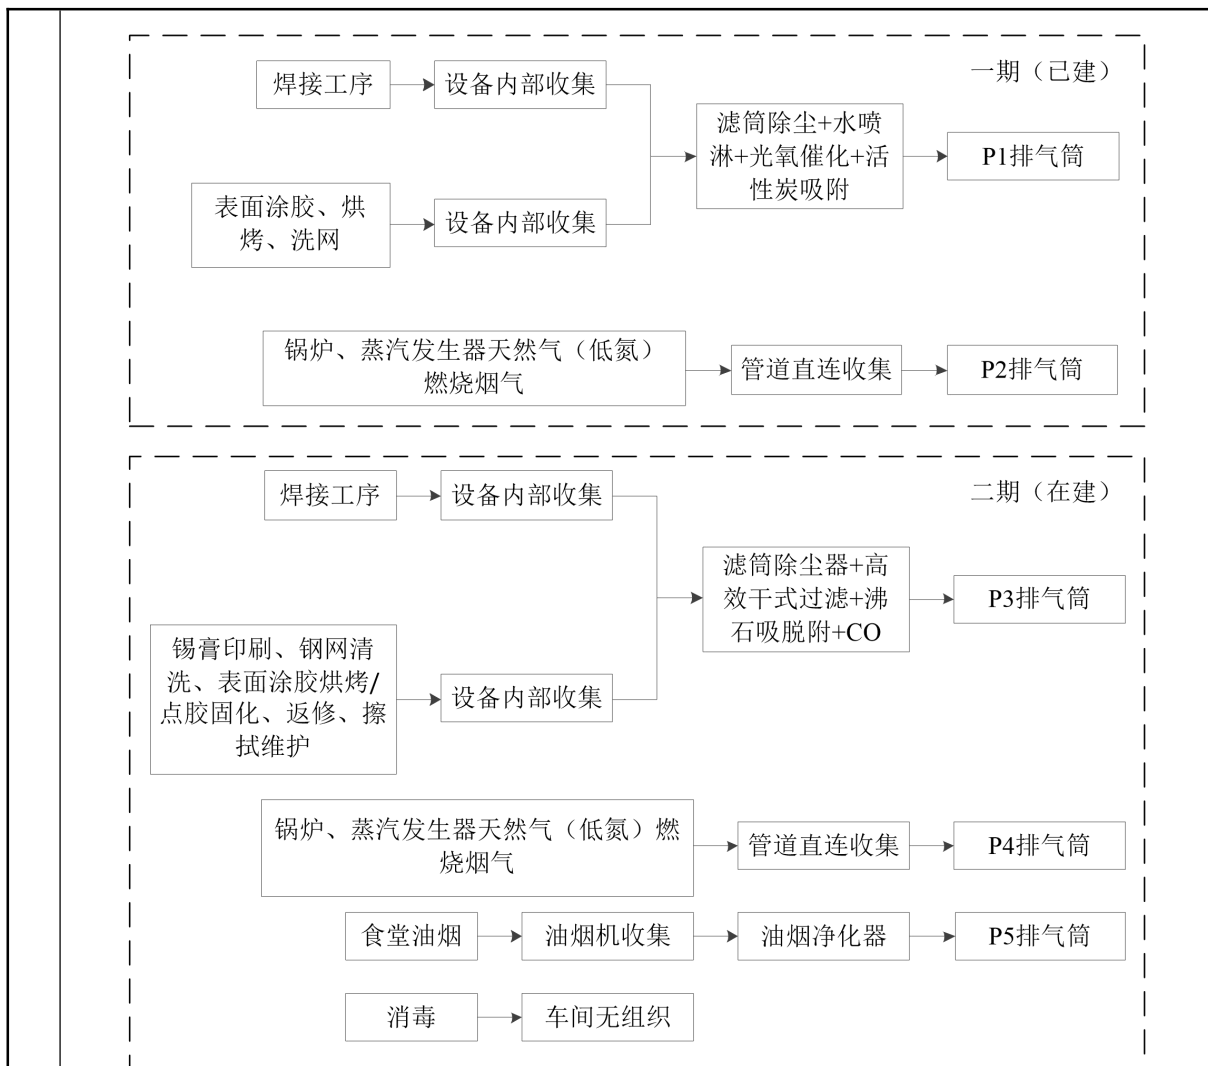 一期（已建）
焊接工序
设备内部收集
滤筒除尘+水喷
淋+光氧催化+活
性炭吸附
P1排气筒
表面涂胶、烘
烤、洗网
设备内部收集
锅炉、蒸汽发生器天然气（低氮）
燃烧烟气
管道直连收集
P2排气筒
二期（在建）
焊接工序
设备内部收集
滤筒除尘器+高
效干式过滤+沸
石吸脱附+CO
P3排气筒
锡膏印刷、钢网清
洗、表面涂胶烘烤/
点胶固化、返修、擦
拭维护
设备内部收集
锅炉、蒸汽发生器天然气（低氮）燃
烧烟气
管道直连收集
P4排气筒
食堂油烟
油烟机收集
油烟净化器
P5排气筒
消毒
车间无组织